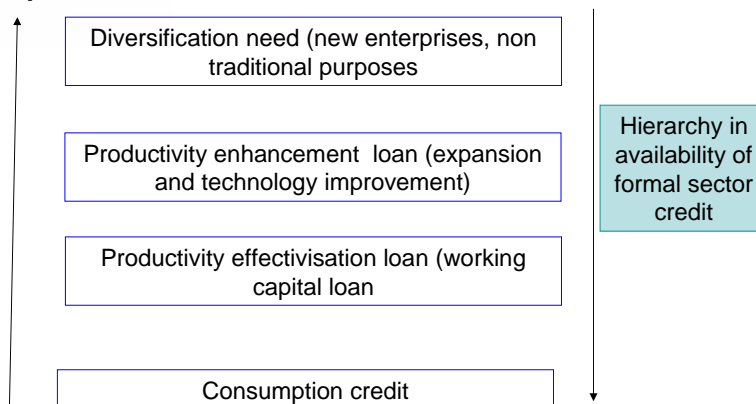 Diversification need (new enterprises, non
traditional purposes
Productivity enhancement loan (expansion
and technology improvement)
Productivity effectivisation loan (working
capital loan
Consumption credit
Hierarchy in
availability of
formal sector
credit